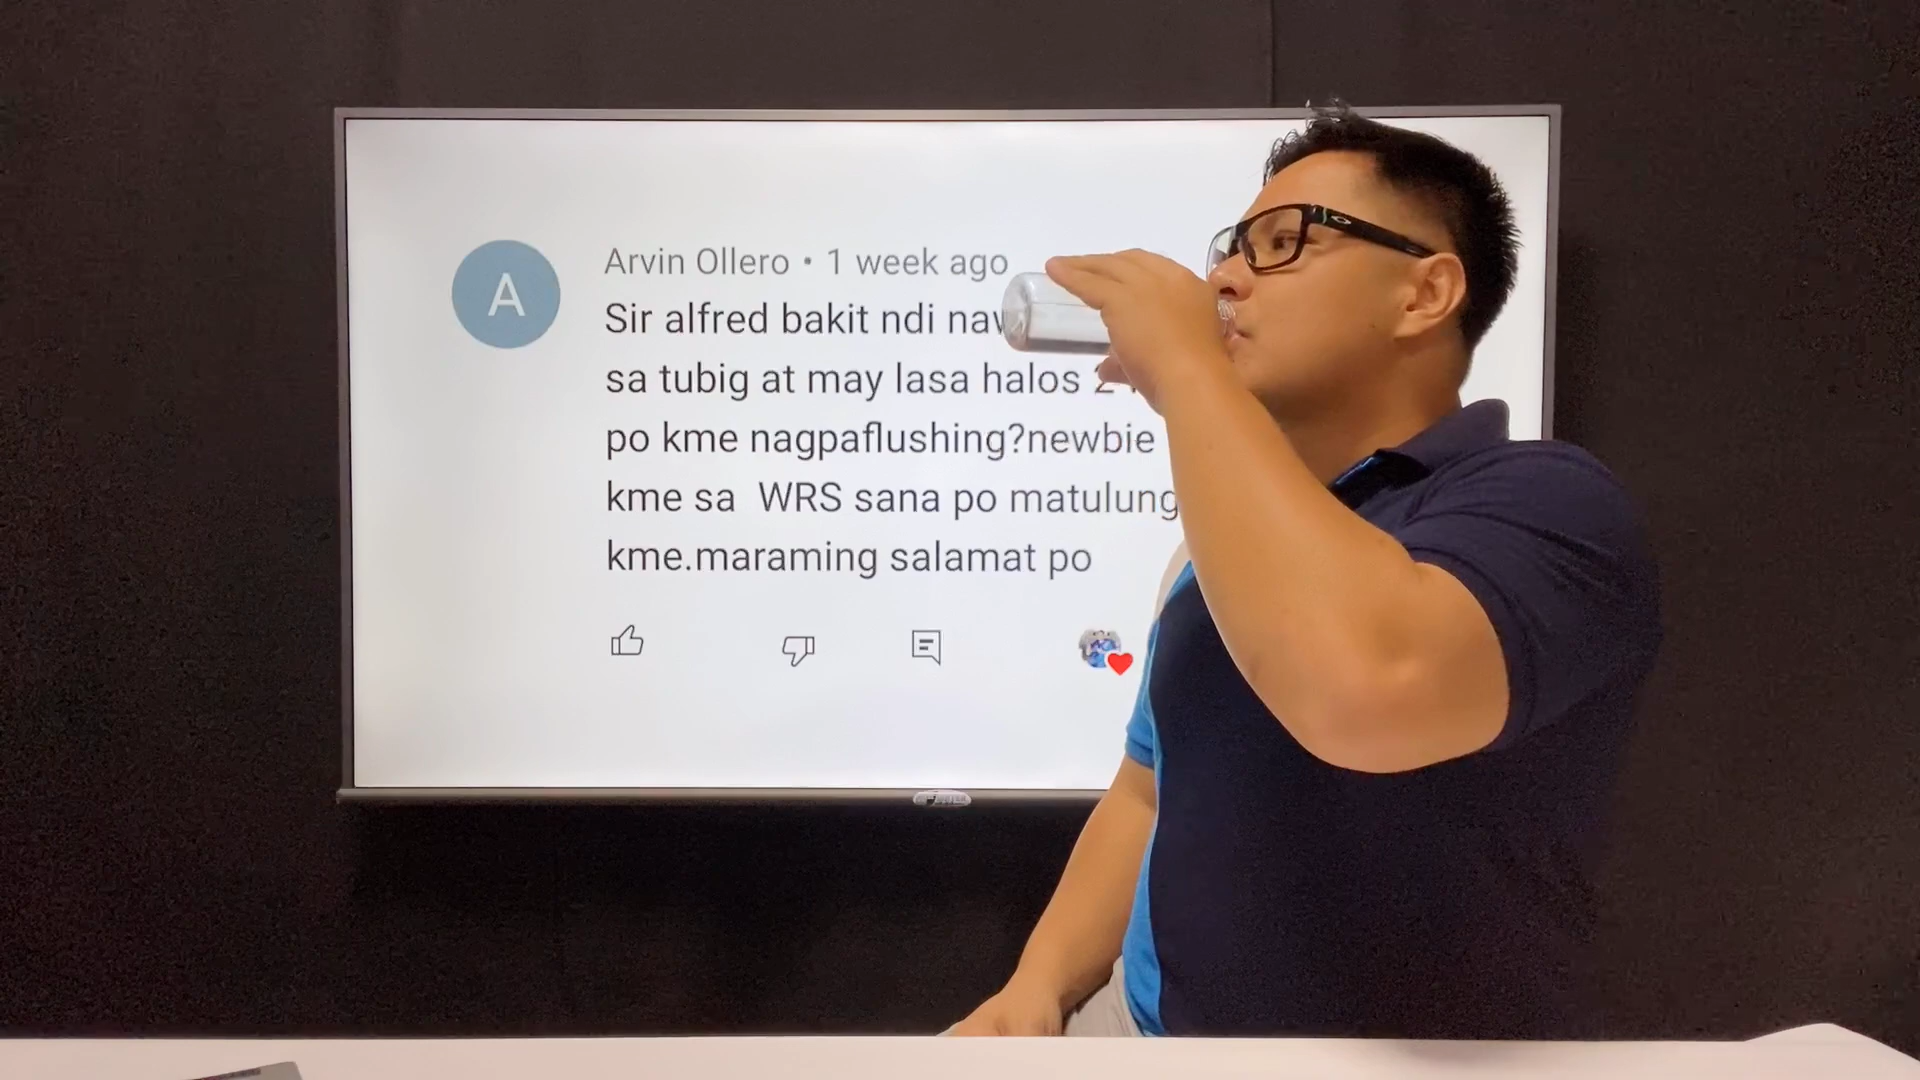 A
Arvin Ollero • 1 week ago
Sir alfred bakit ndi
sa tubig at may lasa halos
po kme nagpaflushing?newbie
kme sa WRS sana po matulung
kme.maraming salamat po